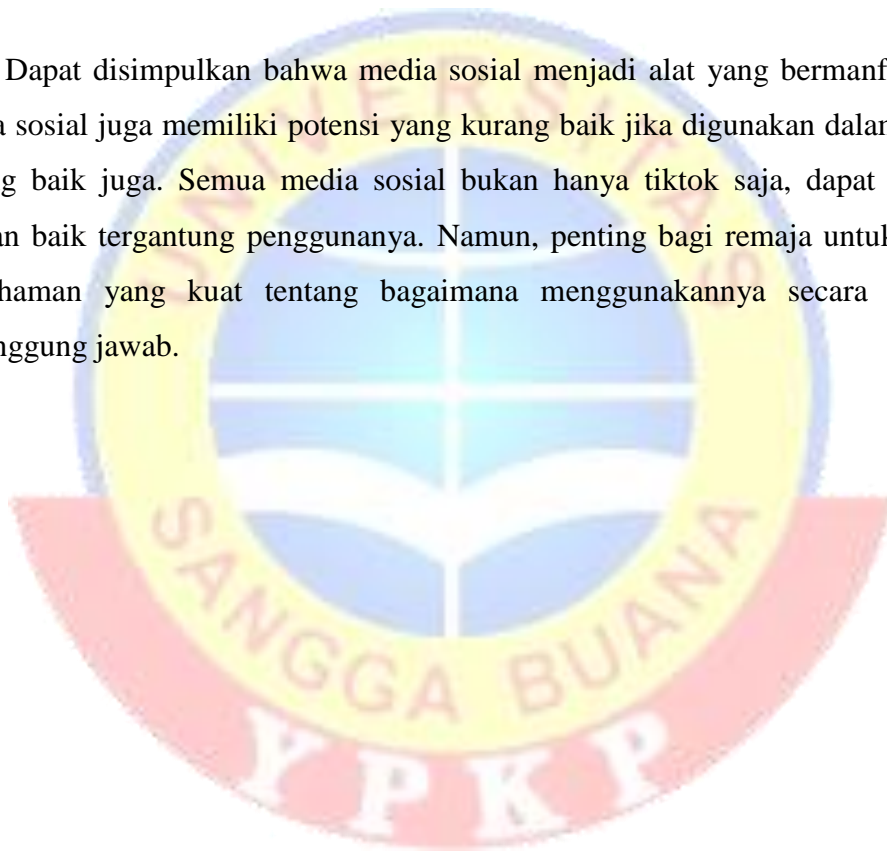 Dapat disimpulkan bahwa media sosial menjadi alat yang bermanf
a sosial juga memiliki potensi yang kurang baik jika digunakan dalam
g baik juga. Semua media sosial bukan hanya tiktok saja, dapat
an baik tergantung penggunanya. Namun, penting bagi remaja untuk
haman yang kuat tentang bagaimana menggunakannya secara
nggung jawab.
UNIVERSITAS
SANGGA BUANA
YPKP